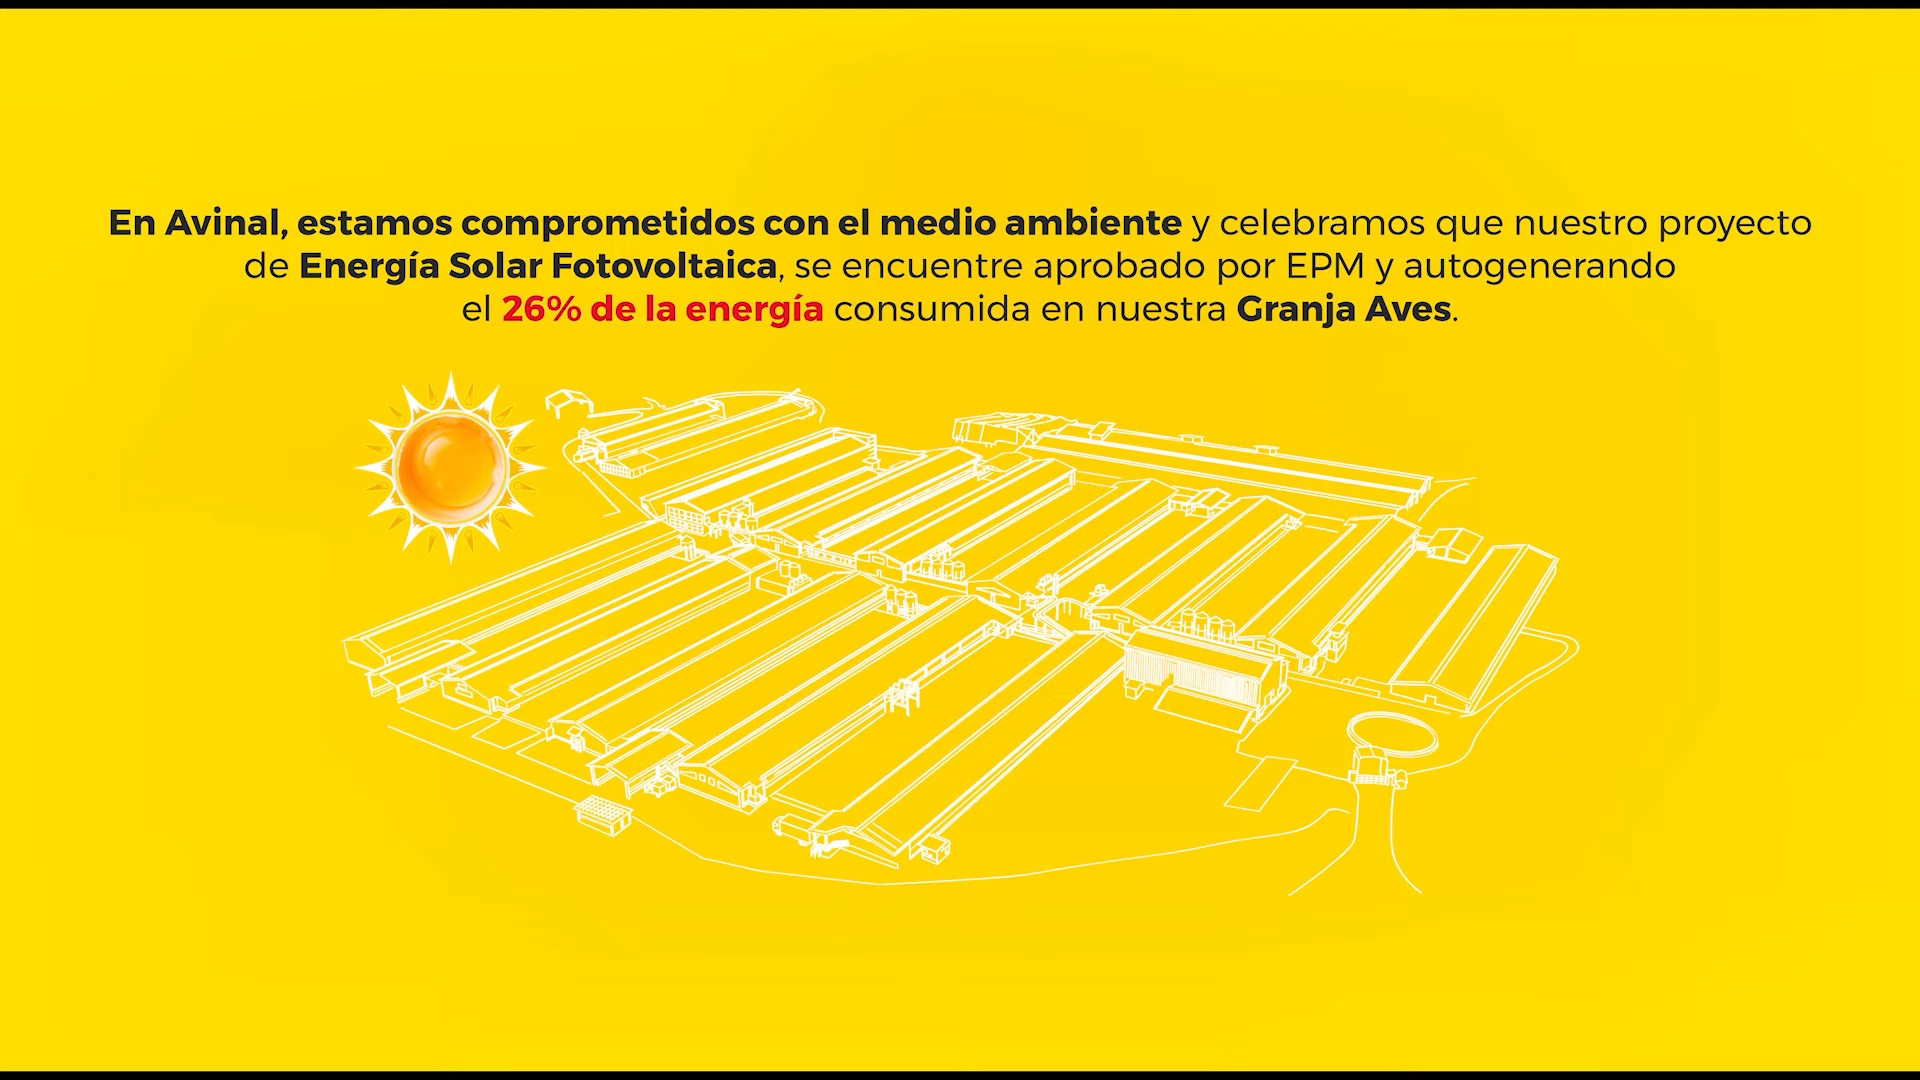 En Avinal, estamos comprometidos con el medio ambiente y celebramos que nuestro proyecto
de Energía Solar Fotovoltaica, se encuentre aprobado por EPM y autogenerando
el 26% de la energía consumida en nuestra Granja Aves.